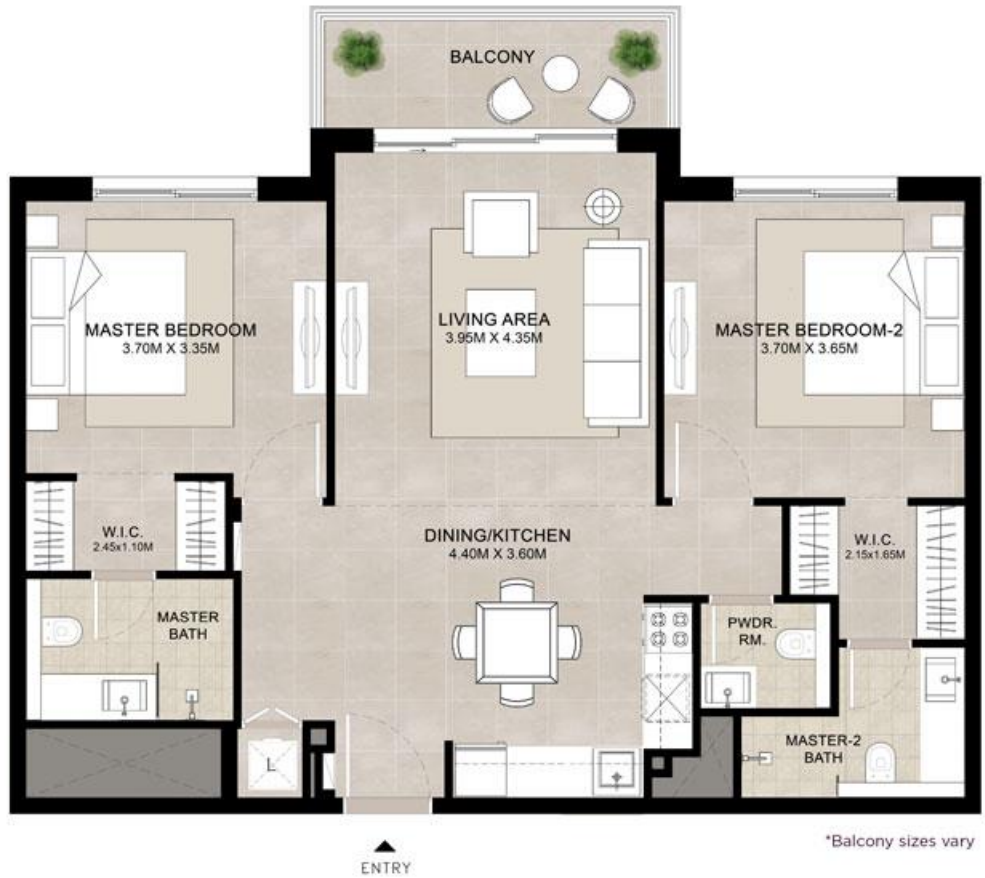 BALCONY
MASTER BEDROOM
3.70M X 3.35M
LIVING AREA
3.95M X 4.35M
MASTER BEDROOM-2
3.70M X 3.65M
W.I.C.
2.45x1.10M
DINING/KITCHEN
4.40M X 3.60M
W.I.C.
2.15x1.65M
MASTER
BATH
PWDR.
RM.
MASTER-2
BATH
L
*Balcony sizes vary
ENTRY